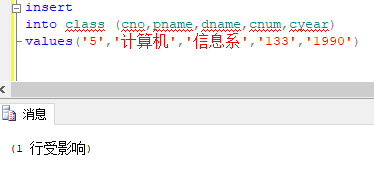 insert
into class (cno,pname,dname,cnum,cyear)
values('5','计算机','信息系','133','1990')
消息
(1 行受影响)